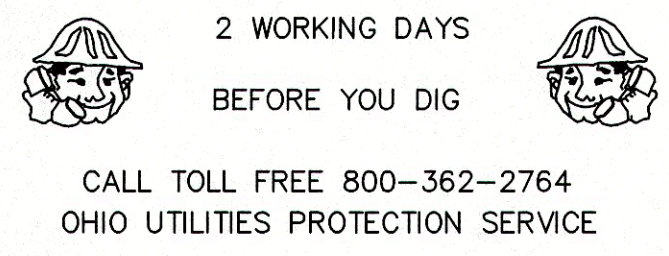 2 WORKING DAYS
BEFORE YOU DIG
CALL TOLL FREE 800-362-2764
OHIO UTILITIES PROTECTION SERVICE